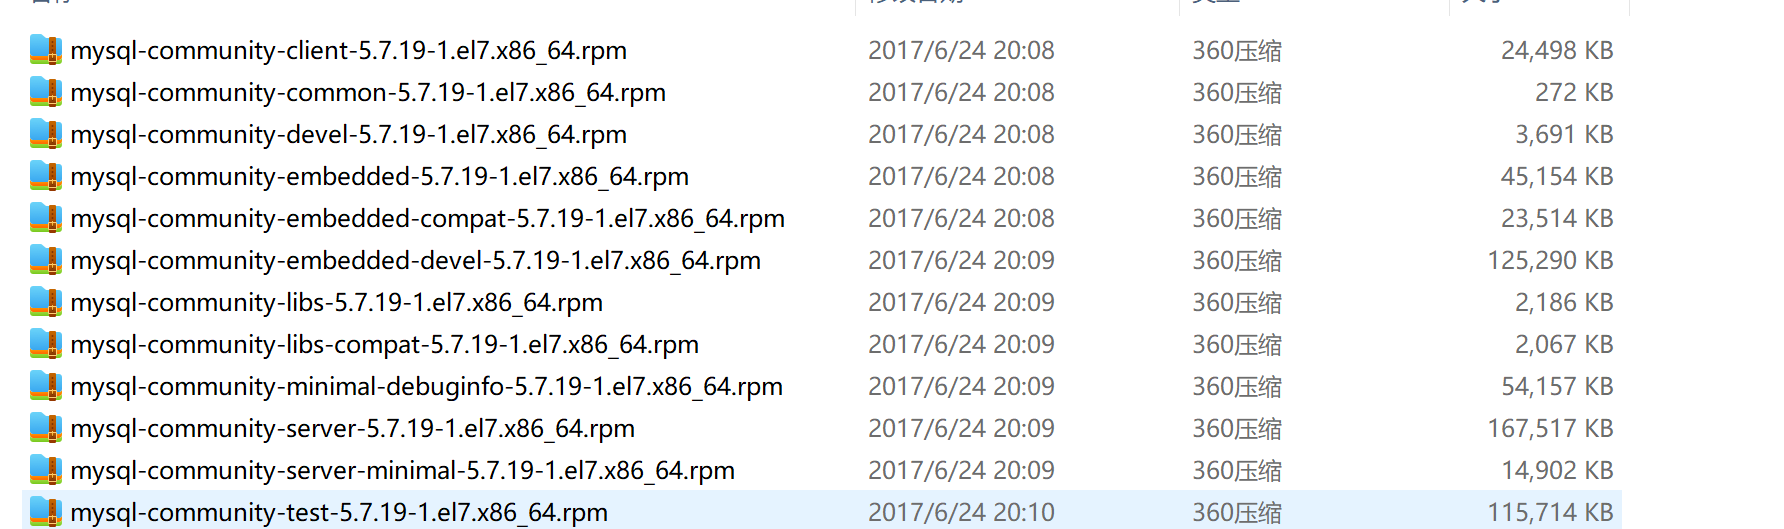 mysql-community-client-5.7.19-1.el7.x86_64.rpm 2017/6/24 20:08 360压缩 24,498 KB
mysql-community-common-5.7.19-1.el7.x86_64.rpm 2017/6/24 20:08 360压缩 272 KB
mysql-community-devel-5.7.19-1.el7.x86_64.rpm 2017/6/24 20:08 360压缩 3,691 KB
mysql-community-embedded-5.7.19-1.el7.x86_64.rpm 2017/6/24 20:08 360压缩 45,154 KB
mysql-community-embedded-compat-5.7.19-1.el7.x86_64.rpm 2017/6/24 20:08 360压缩 23,514 KB
mysql-community-embedded-devel-5.7.19-1.el7.x86_64.rpm 2017/6/24 20:09 360压缩 125,290 KB
mysql-community-libs-5.7.19-1.el7.x86_64.rpm 2017/6/24 20:09 360压缩 2,186 KB
mysql-community-libs-compat-5.7.19-1.el7.x86_64.rpm 2017/6/24 20:09 360压缩 2,067 KB
mysql-community-minimal-debuginfo-5.7.19-1.el7.x86_64.rpm 2017/6/24 20:09 360压缩 54,157 KB
mysql-community-server-5.7.19-1.el7.x86_64.rpm 2017/6/24 20:09 360压缩 167,517 KB
mysql-community-server-minimal-5.7.19-1.el7.x86_64.rpm 2017/6/24 20:09 360压缩 14,902 KB
mysql-community-test-5.7.19-1.el7.x86_64.rpm 2017/6/24 20:10 360压缩 115,714 KB